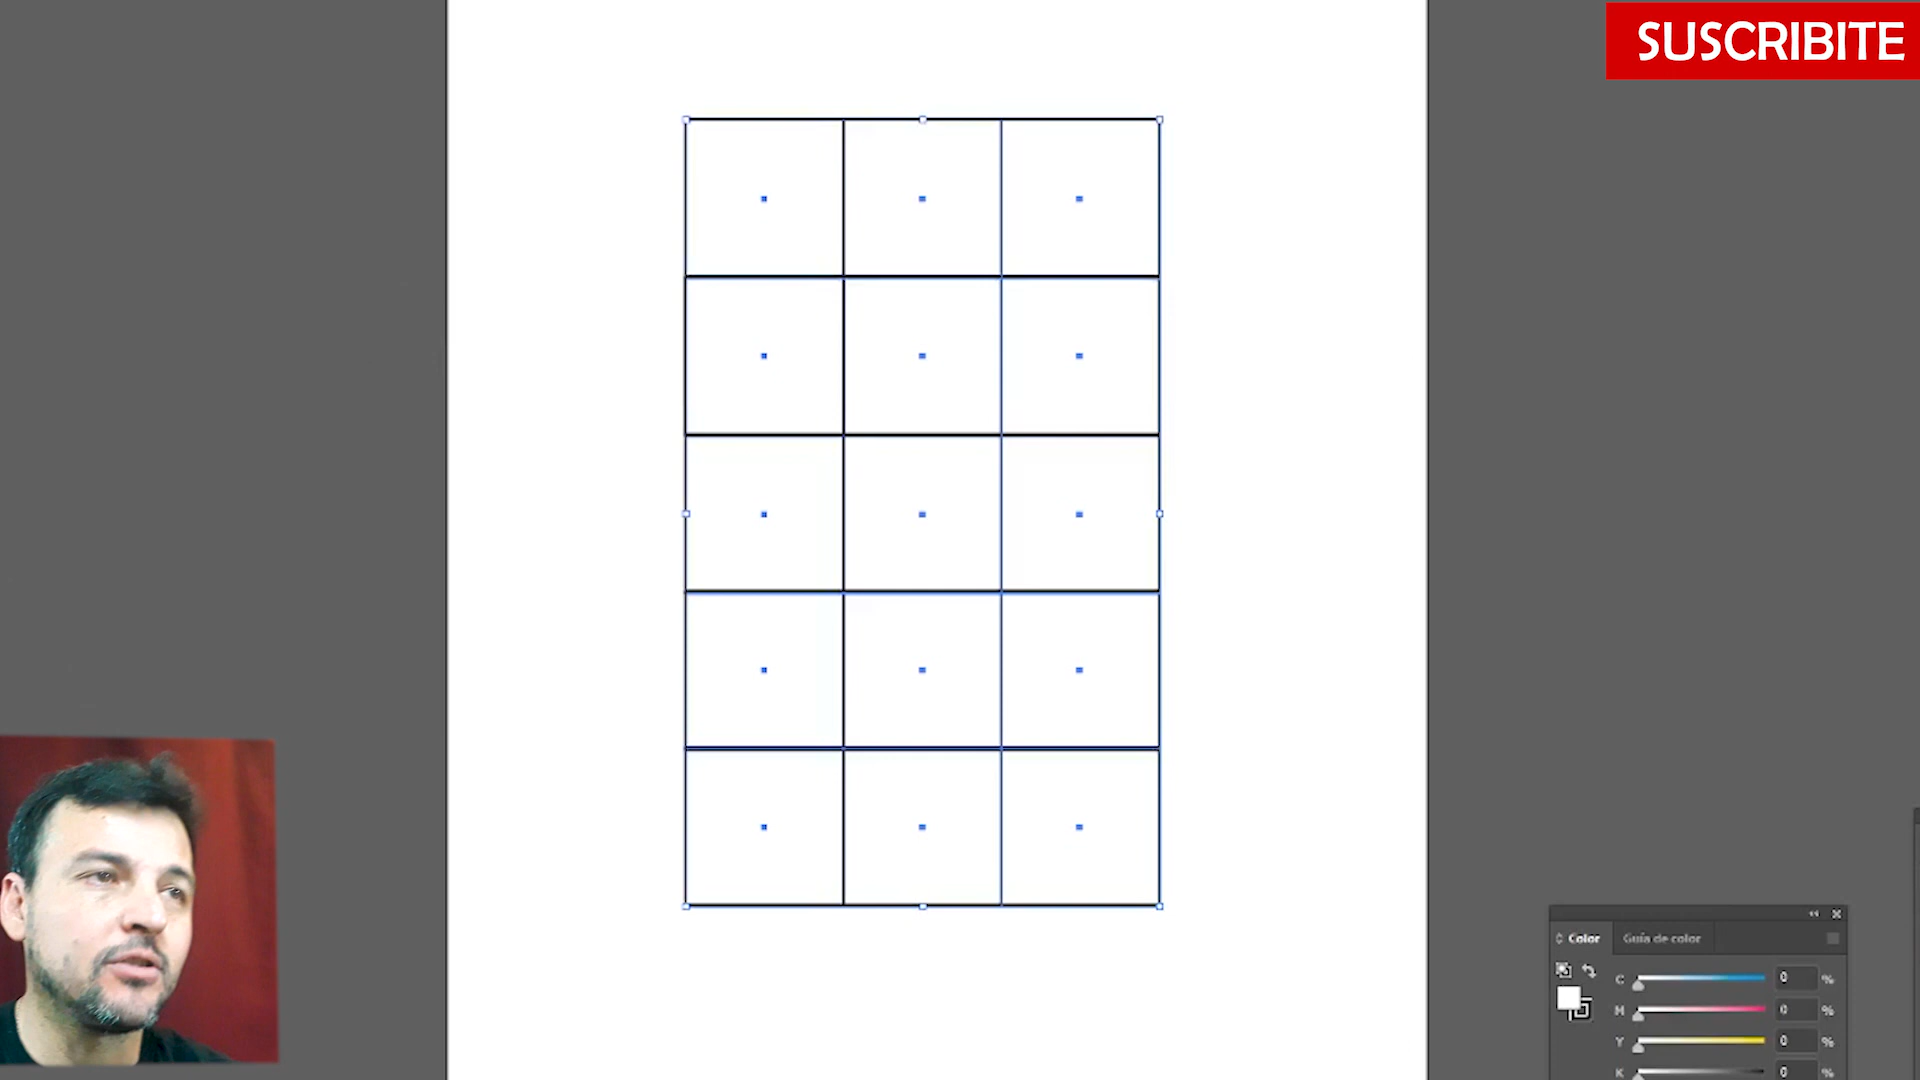 SUSCRIBITE
Color Guía de color
C 0 %
M 0 %
Y 0 %
K 0 %